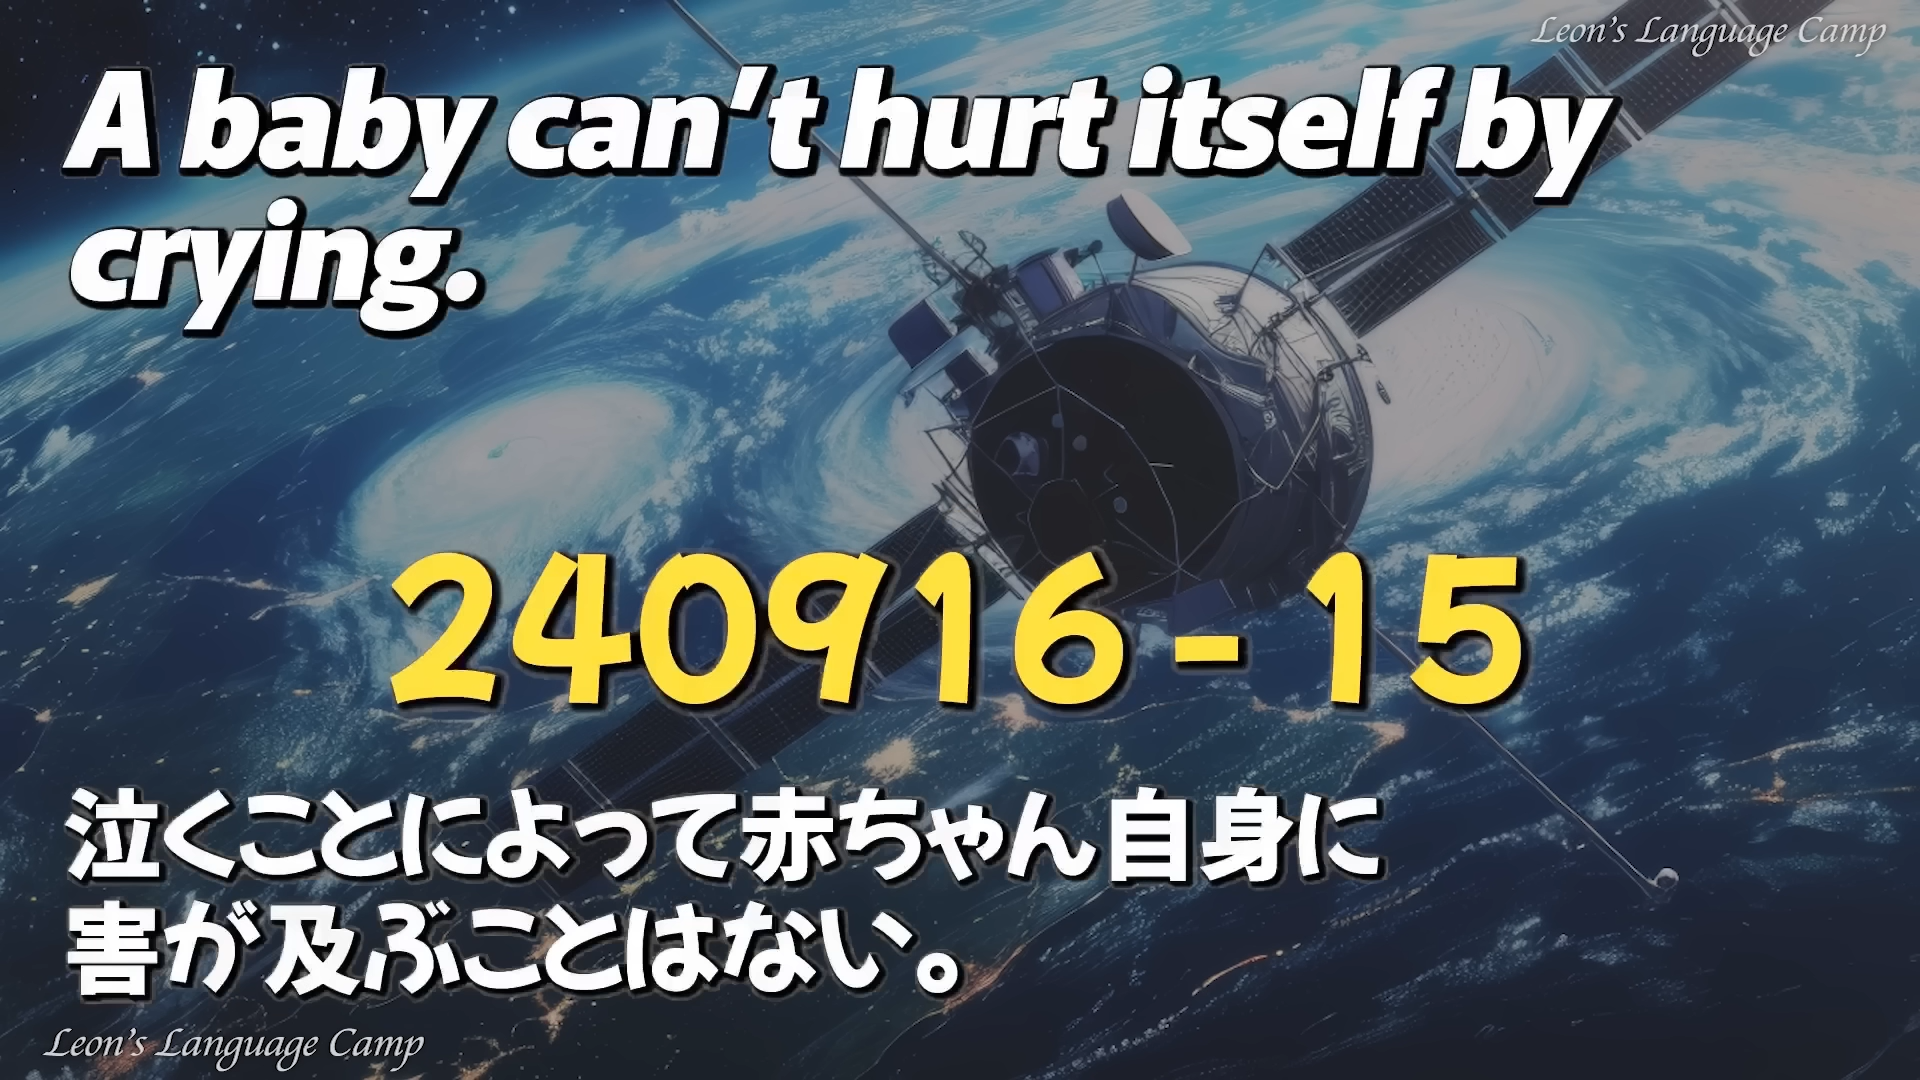 Leon's Language Camp
A baby can't hurt itself by
crying.
240916-15
泣くことによって赤ちゃん自身に
害が及ぶことはない。
Leon's Language Camp